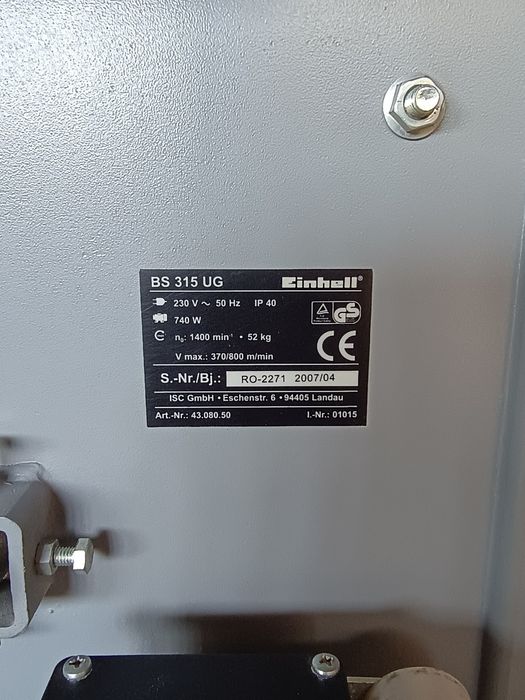 BS 315 UG Einhell®
230 V ~ 50 Hz IP 40
740 W
n₀: 1400 min⁻¹ • 52 kg
V max.: 370/800 m/min
GS
CE
S.-Nr./Bj.: RO-2271 2007/04
ISC GmbH • Eschenstr. 6 • 94405 Landau
Art.-Nr.: 43.080.50 I.-Nr.: 01015